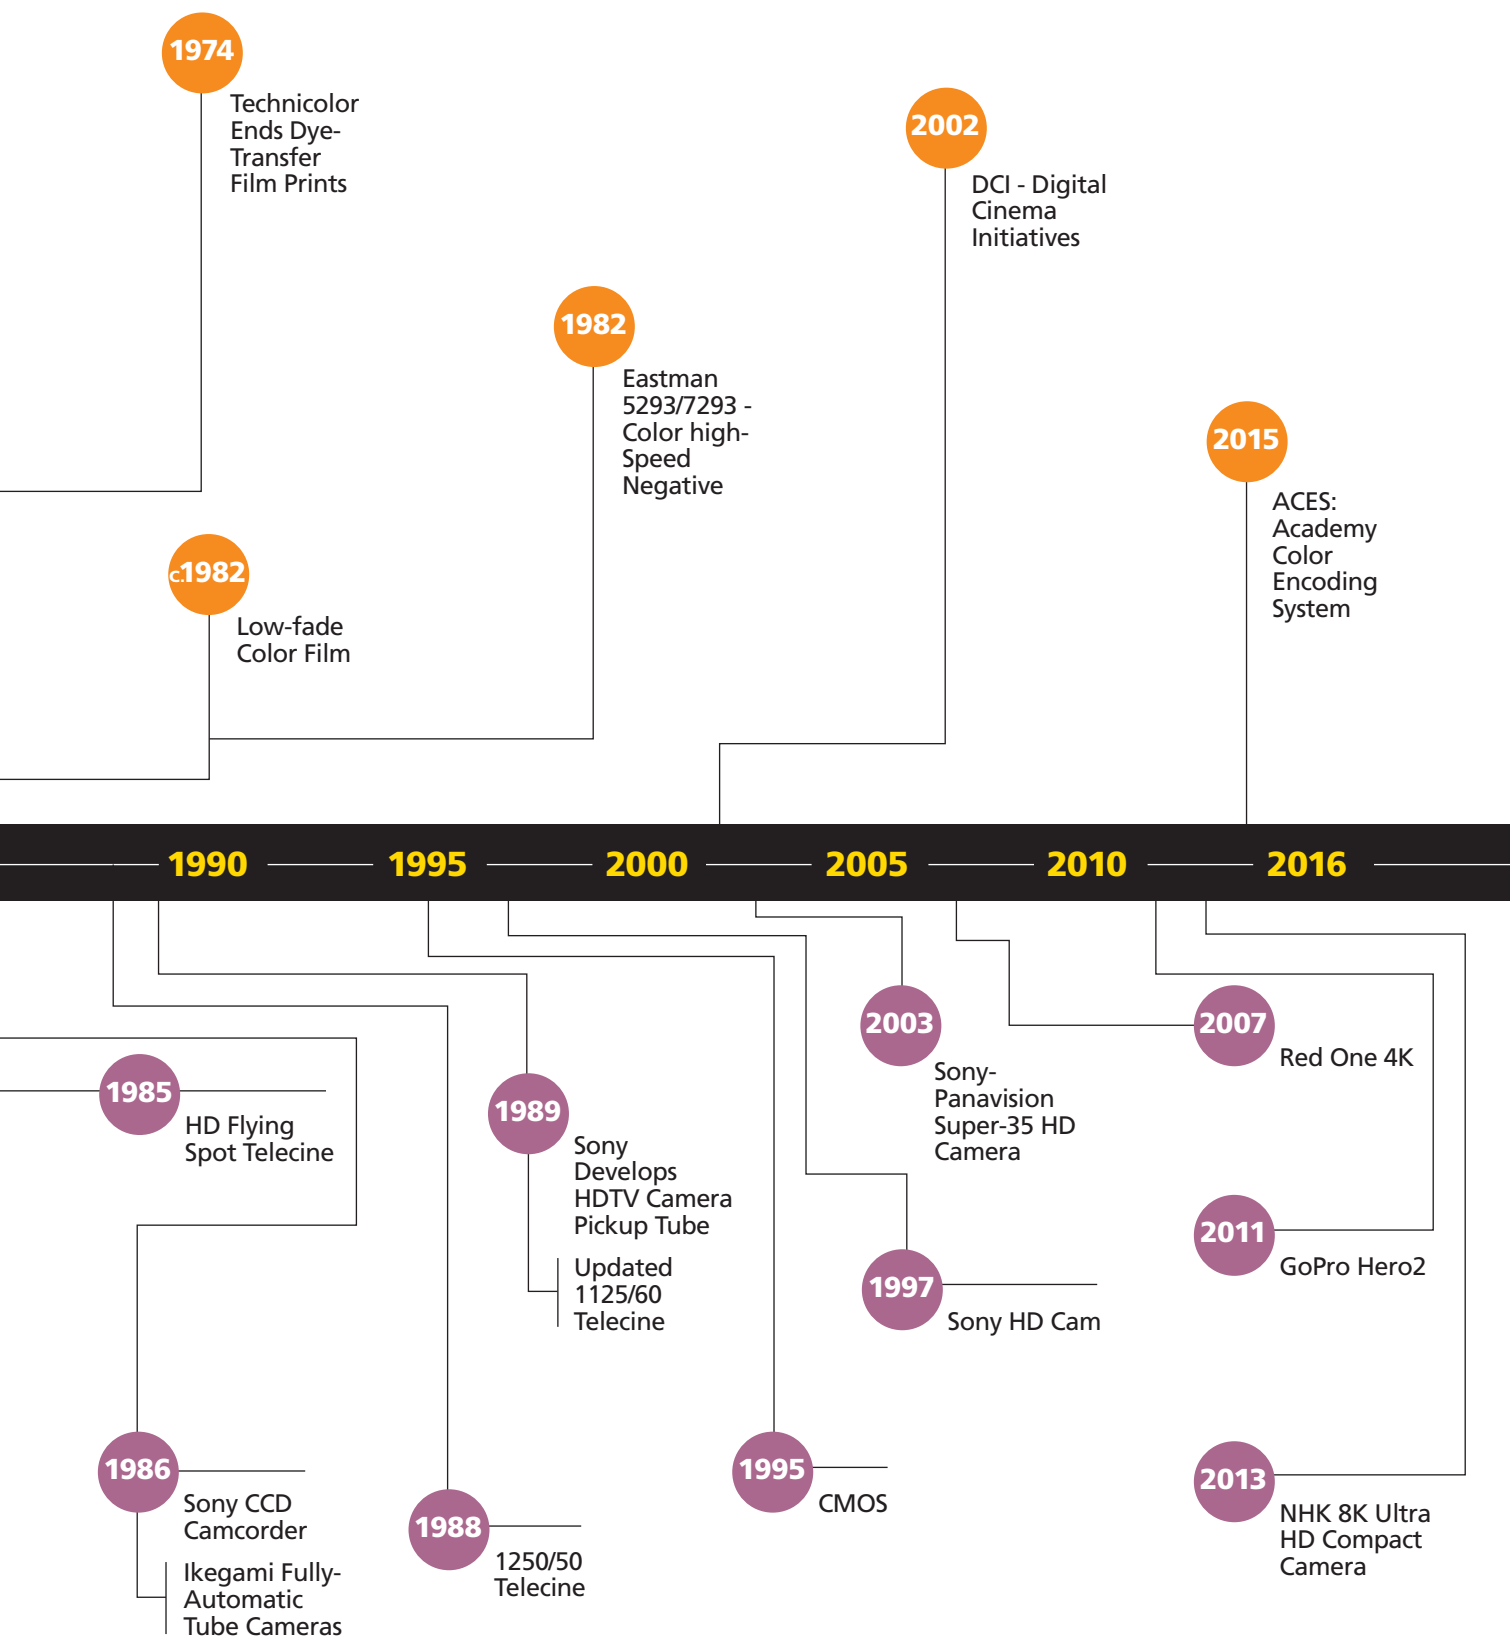 1974
Technicolor
Ends Dye-
Transfer
Film Prints
2002
DCI - Digital
Cinema
Initiatives
1982
Eastman
5293/7293 -
Color high-
Speed
Negative
2015
ACES:
Academy
Color
Encoding
System
c.1982
Low-fade
Color Film
1990 1995 2000 2005 2010 2016
1985
HD Flying
Spot Telecine
1989
Sony
Develops
HDTV Camera
Pickup Tube
Updated
1125/60
Telecine
2003
Sony-
Panavision
Super-35 HD
Camera
2007
Red One 4K
1997
Sony HD Cam
2011
GoPro Hero2
1986
Sony CCD
Camcorder
Ikegami Fully-
Automatic
Tube Cameras
1988
1250/50
Telecine
1995
CMOS
2013
NHK 8K Ultra
HD Compact
Camera